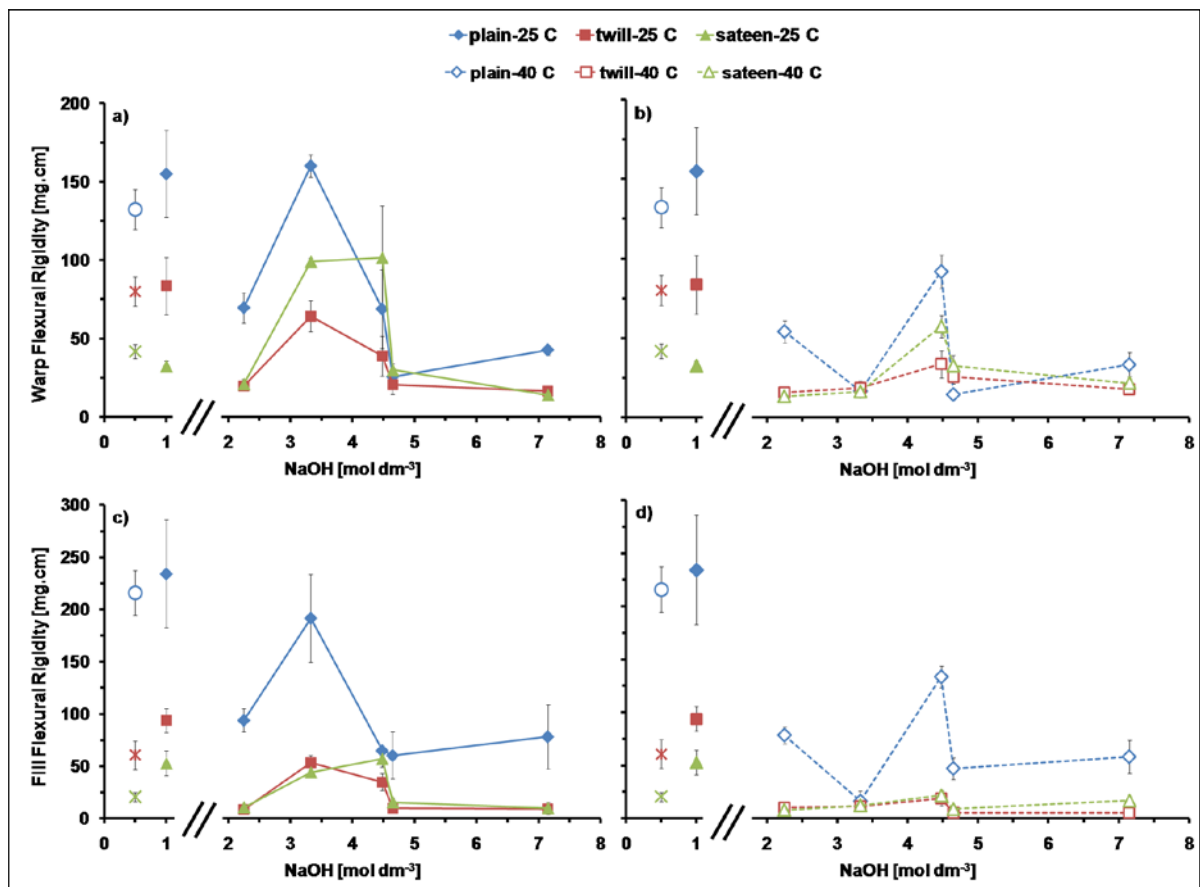 plain-25 C twill-25 C sateen-25 C
plain-40 C twill-40 C sateen-40 C
a)
Warp Flexural Rigidity [mg.cm]
200
150
100
50
0
0 1 2 3 4 5 6 7 8
NaOH [mol dm-3]
b)
0 1 2 3 4 5 6 7 8
NaOH [mol dm-3]
c)
Fill Flexural Rigidity [mg.cm]
300
250
200
150
100
50
0
0 1 2 3 4 5 6 7 8
NaOH [mol dm-3]
d)
0 1 2 3 4 5 6 7 8
NaOH [mol dm-3]